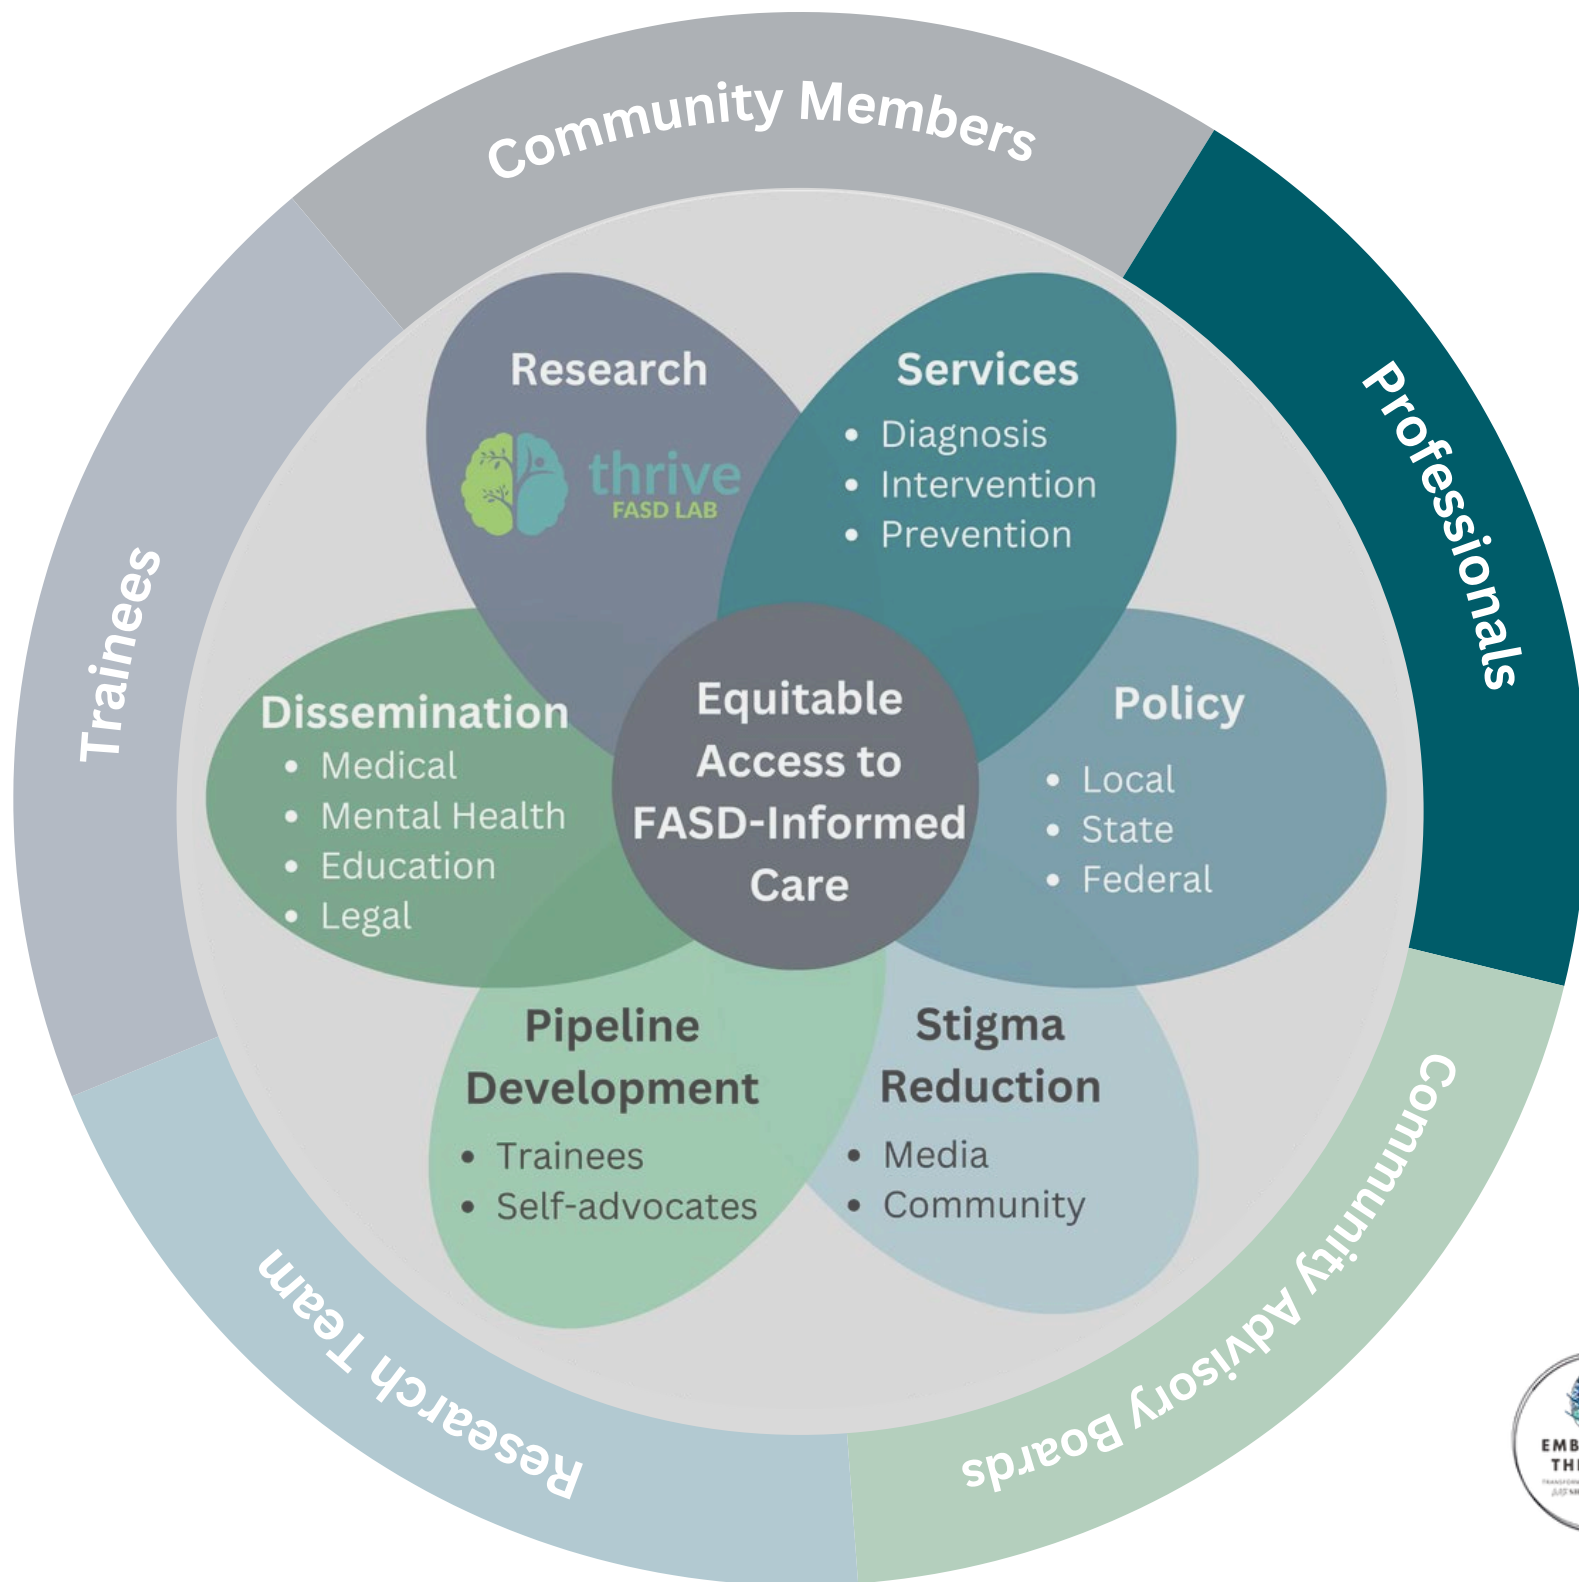 Community Members
Professionals
Community Advisory Boards
Research Team
Trainees
Research
thrive
FASD LAB
Services
• Diagnosis
• Intervention
• Prevention
Policy
• Local
• State
• Federal
Stigma
Reduction
• Media
• Community
Pipeline
Development
• Trainees
• Self-advocates
Dissemination
• Medical
• Mental Health
• Education
• Legal
Equitable
Access to
FASD-Informed
Care